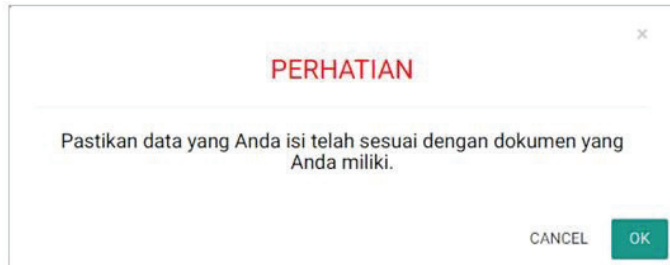 ×
PERHATIAN
Pastikan data yang Anda isi telah sesuai dengan dokumen yang
Anda miliki.
CANCEL OK